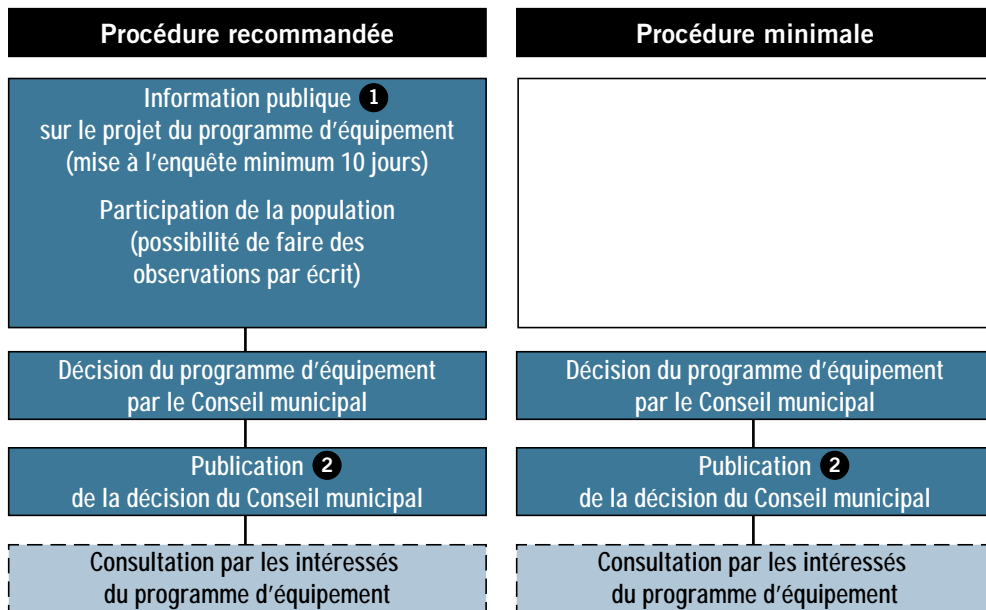 Procédure recommandée
Information publique 1
sur le projet du programme d'équipement
(mise à l'enquête minimum 10 jours)
Participation de la population
(possibilité de faire des
observations par écrit)
Décision du programme d'équipement
par le Conseil municipal
Publication 2
de la décision du Conseil municipal
Consultation par les intéressés
du programme d'équipement
Procédure minimale
Décision du programme d'équipement
par le Conseil municipal
Publication 2
de la décision du Conseil municipal
Consultation par les intéressés
du programme d'équipement